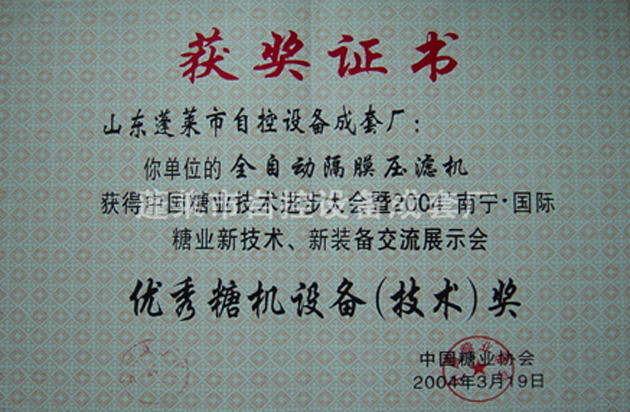 获奖证书
山东蓬莱市自控设备成套厂：
你单位的 全自动隔膜压滤机
获得中国糖业技术进步大会暨2004南宁·国际
糖业新技术、新装备交流展示会
优秀糖机设备(技术)奖
中国糖业协会
2004年3月19日